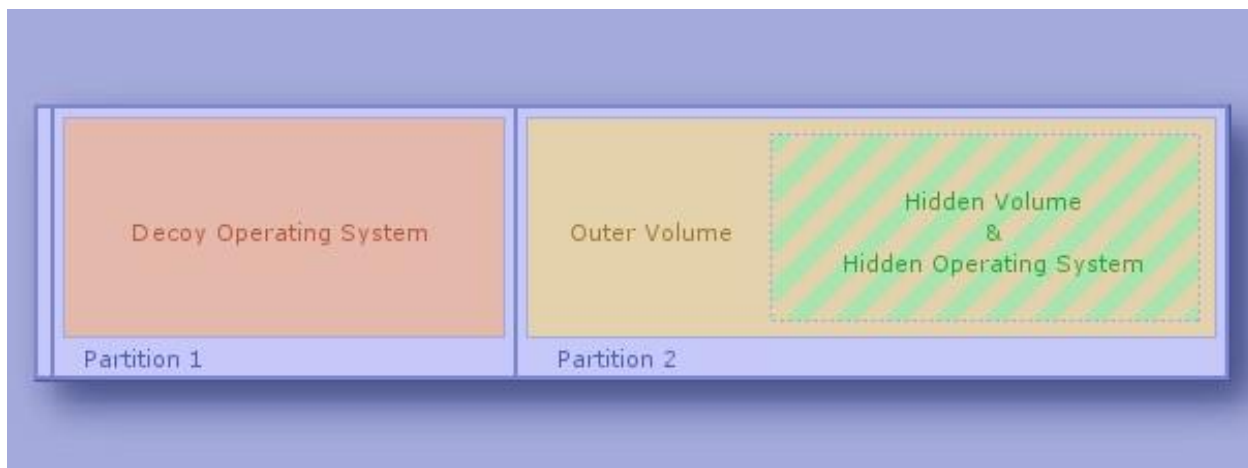 Decoy Operating System
Outer Volume
Hidden Volume
&
Hidden Operating System
Partition 1
Partition 2